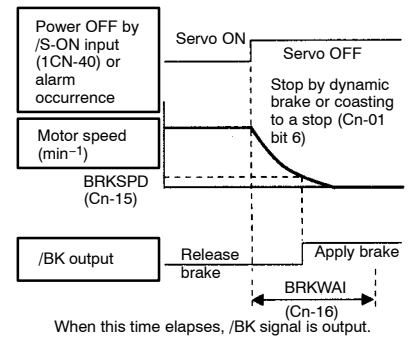 Power OFF by
/S-ON input
(1CN-40) or
alarm
occurrence
Servo ON
Servo OFF
Stop by dynamic
brake or coasting
to a stop (Cn-01
bit 6)
Motor speed
(min⁻¹)
BRKSPD
(Cn-15)
/BK output
Release
brake
Apply brake
BRKWAI
(Cn-16)
When this time elapses, /BK signal is output.